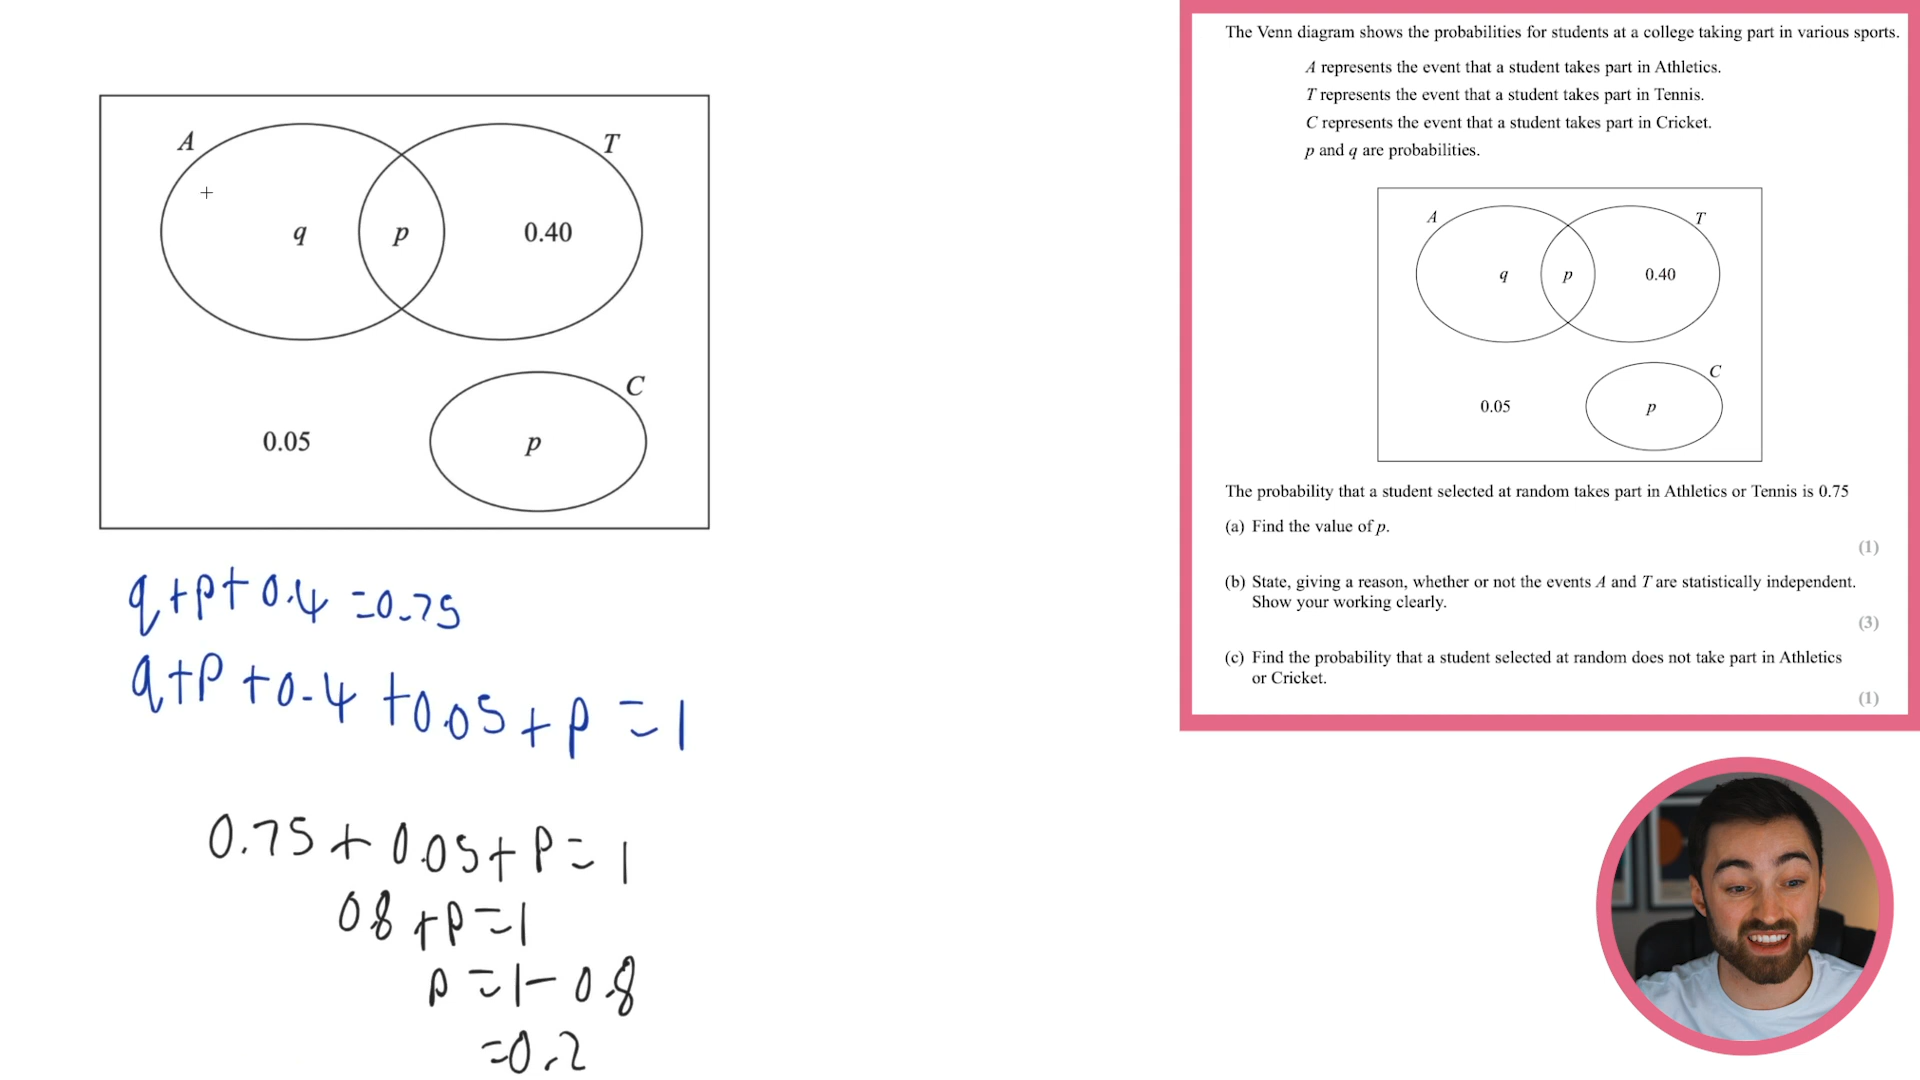 A
T
q
p
0.40
C
0.05
p
q+p+0.4 =0.75
q+p+0.4+0.05+p=1
0.75+0.05+p=1
0.8+p=1
p=1-0.8
=0.2
The Venn diagram shows the probabilities for students at a college taking part in various sports.
A represents the event that a student takes part in Athletics.
T represents the event that a student takes part in Tennis.
C represents the event that a student takes part in Cricket.
p and q are probabilities.
A
T
q
p
0.40
C
0.05
p
The probability that a student selected at random takes part in Athletics or Tennis is 0.75
(a) Find the value of p.
(1)
(b) State, giving a reason, whether or not the events A and T are statistically independent.
Show your working clearly.
(3)
(c) Find the probability that a student selected at random does not take part in Athletics
or Cricket.
(1)